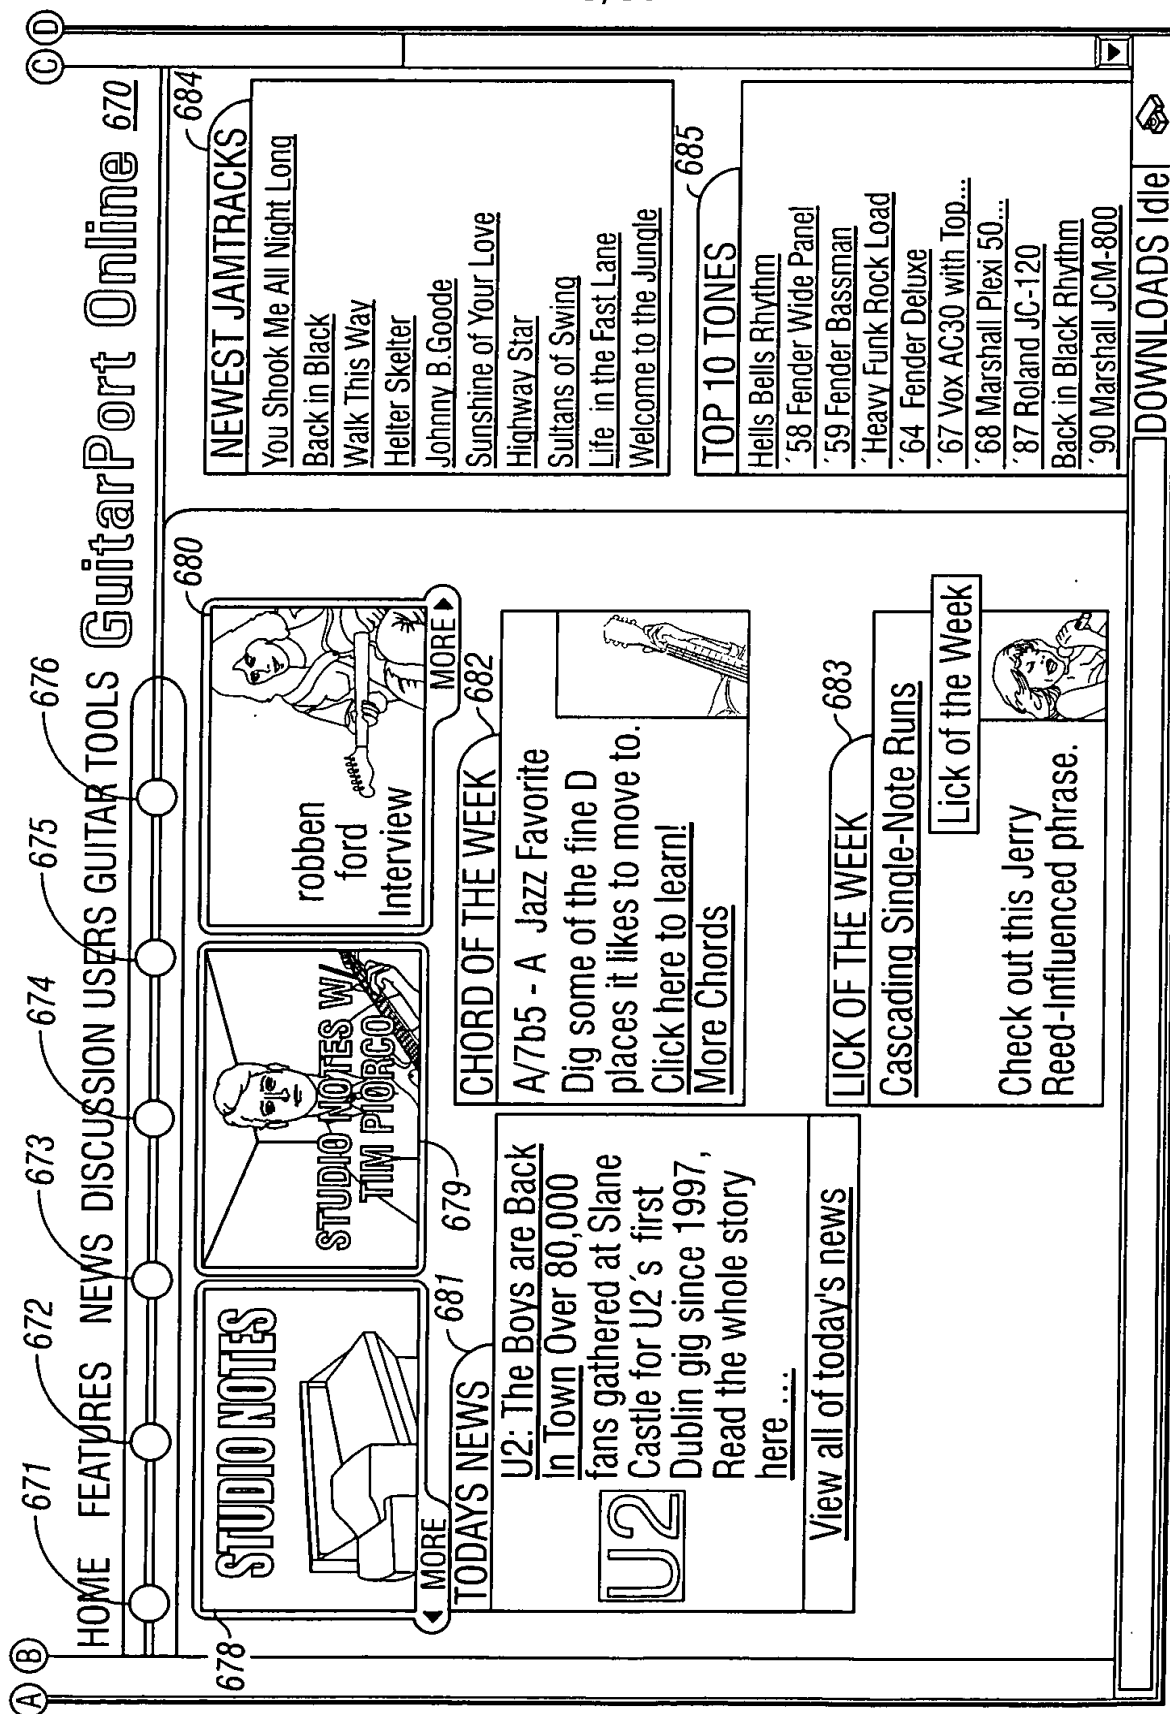 A
B
C
D
671
672
673
674
675
676
HOME FEATURES NEWS DISCUSSION USERS GUITAR TOOLS
GuitarPort Online 670
678
STUDIO NOTES
MORE
STUDIO NOTES W/
TIM PIORCO
679
680
robben
ford
Interview
MORE
681
TODAYS NEWS
U2: The Boys are Back
In Town Over 80,000
fans gathered at Slane
Castle for U2´s first
Dublin gig since 1997,
Read the whole story
here ...
U2
View all of today's news
682
CHORD OF THE WEEK
A/7b5 - A Jazz Favorite
Dig some of the fine D
places it likes to move to.
Click here to learn!
More Chords
683
LICK OF THE WEEK
Cascading Single-Note Runs
Lick of the Week
Check out this Jerry
Reed-Influenced phrase.
684
NEWEST JAMTRACKS
You Shook Me All Night Long
Back in Black
Walk This Way
Helter Skelter
Johnny B.Goode
Sunshine of Your Love
Highway Star
Sultans of Swing
Life in the Fast Lane
Welcome to the Jungle
685
TOP 10 TONES
Hells Bells Rhythm
´58 Fender Wide Panel
´59 Fender Bassman
´Heavy Funk Rock Load
´64 Fender Deluxe
´67 Vox AC30 with Top...
´68 Marshall Plexi 50...
´87 Roland JC-120
Back in Black Rhythm
´90 Marshall JCM-800
DOWNLOADS Idle